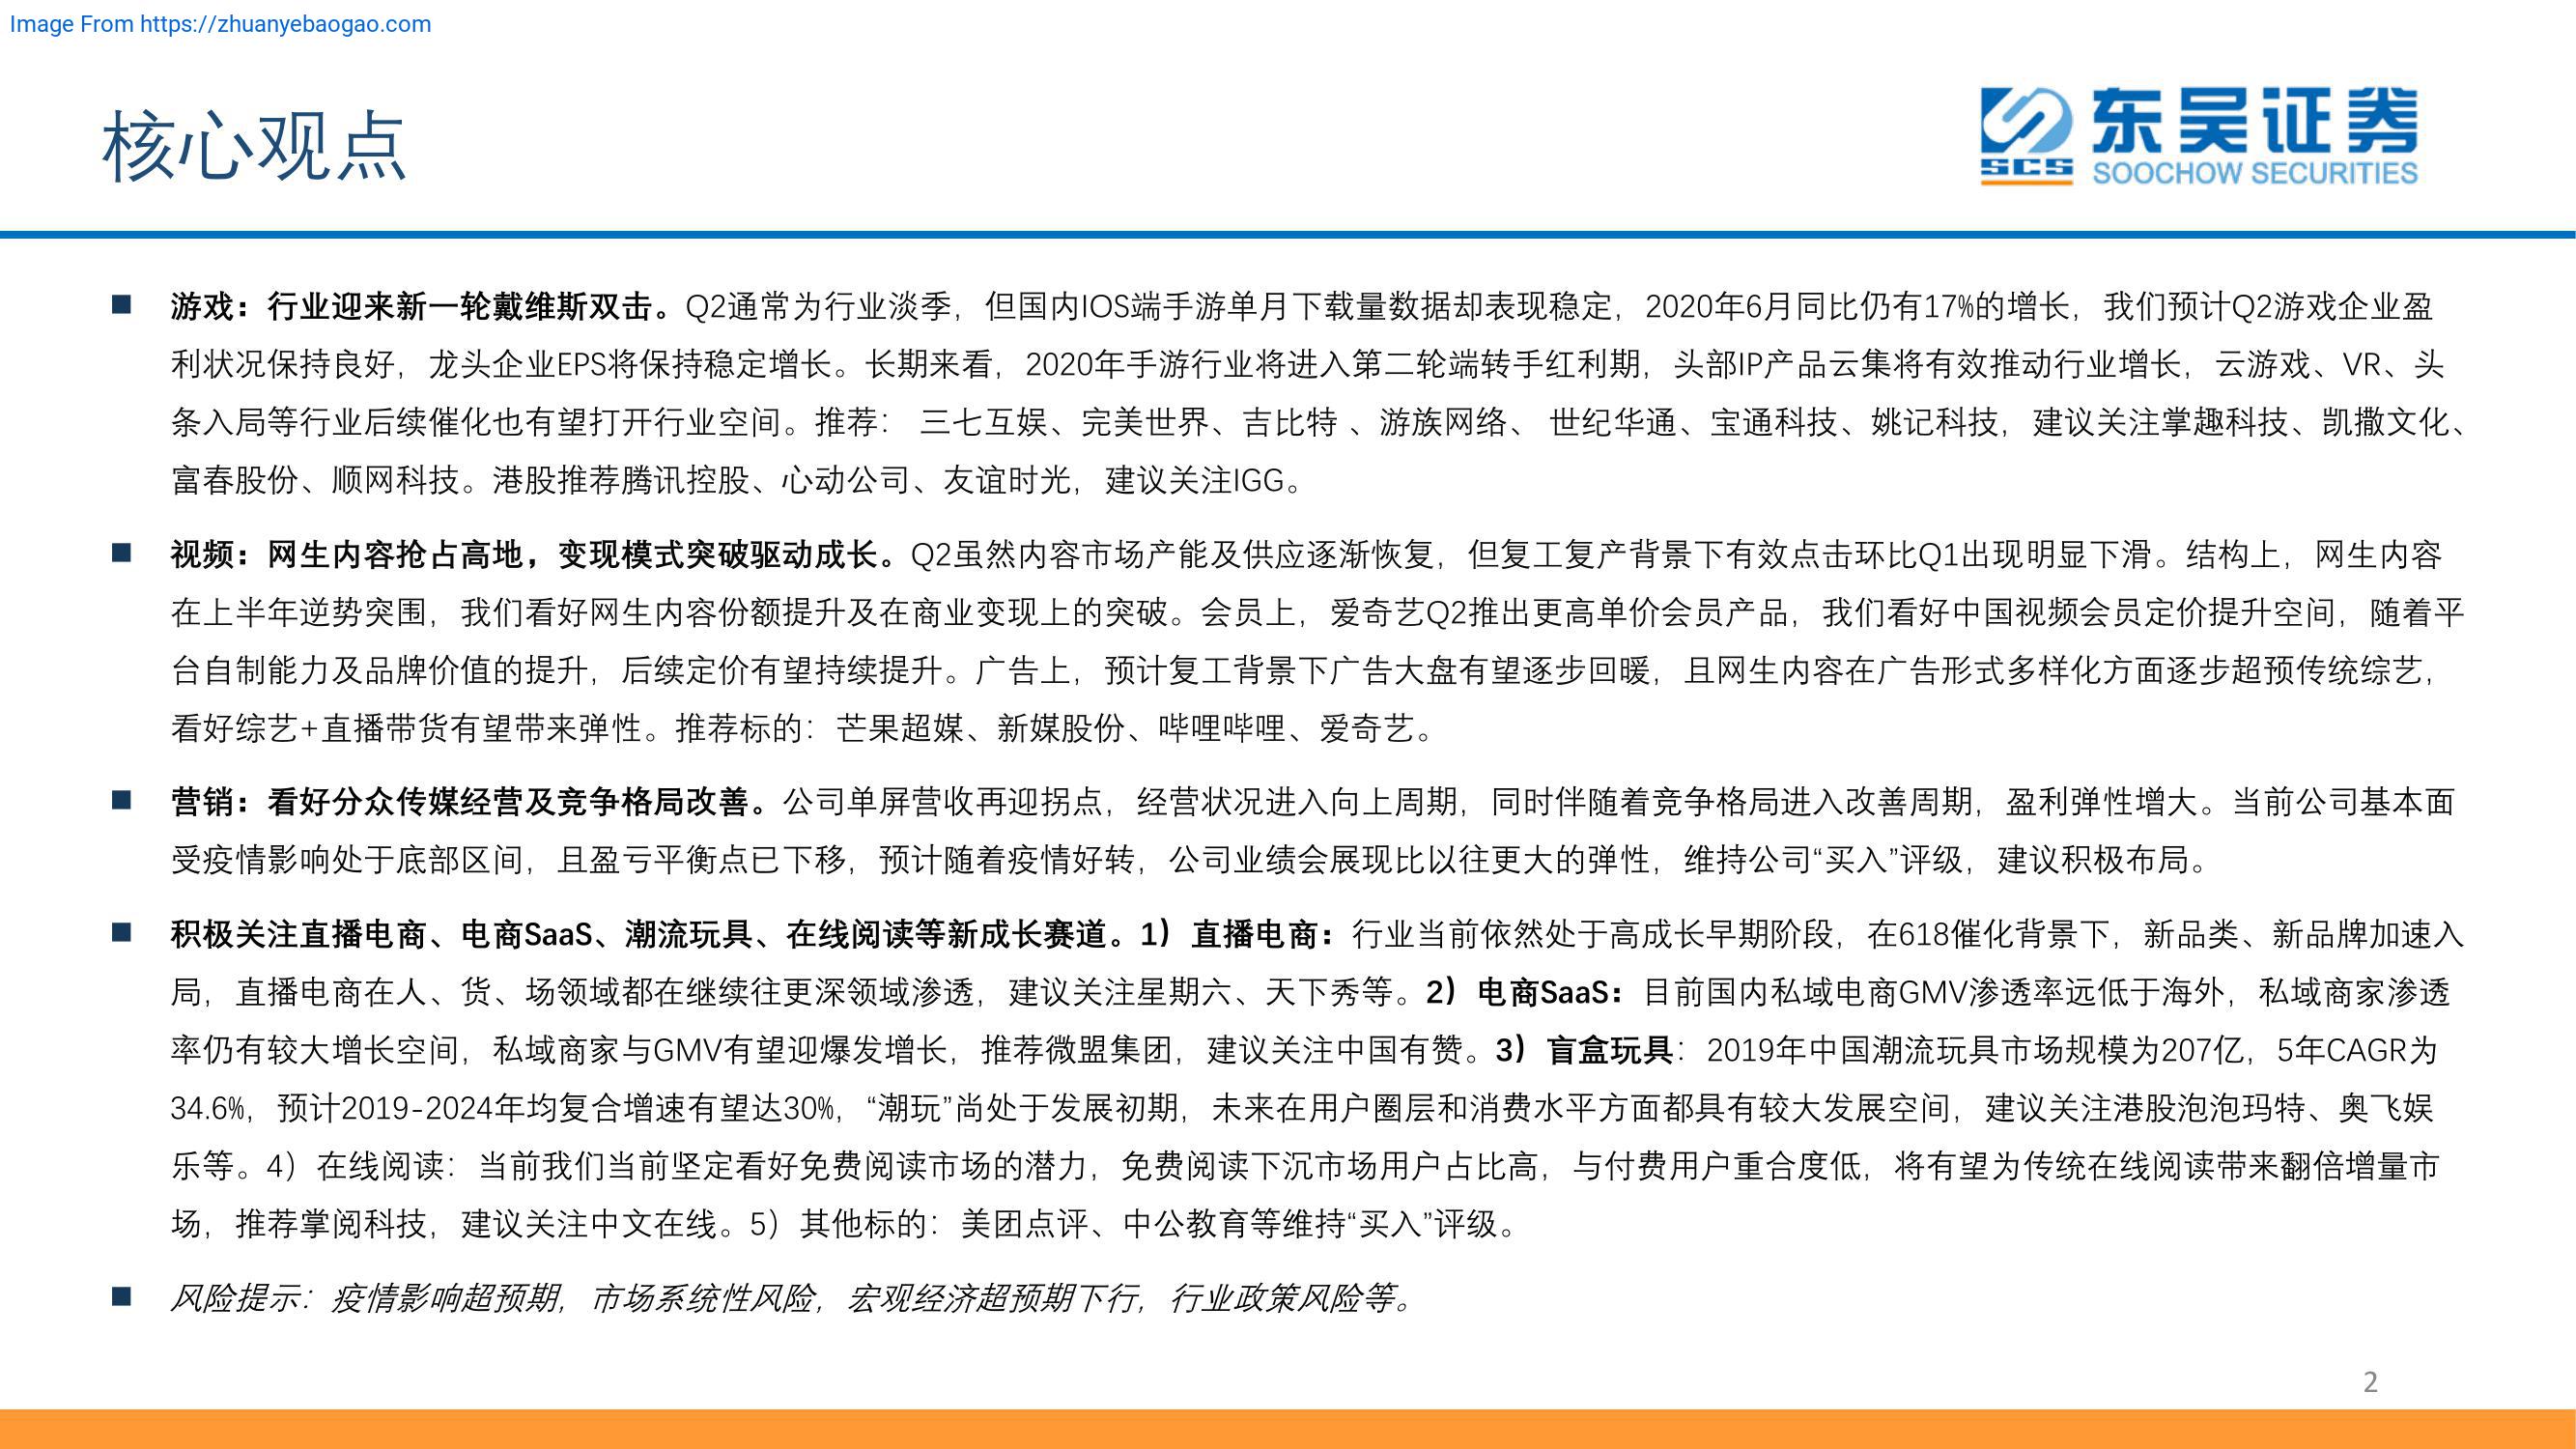 Image From https://zhuanyebaogao.com
核心观点
东吴证券
SCS
SOOCHOW SECURITIES
■ 游戏：行业迎来新一轮戴维斯双击。Q2通常为行业淡季，但国内IOS端手游单月下载量数据却表现稳定，2020年6月同比仍有17%的增长，我们预计Q2游戏企业盈
利状况保持良好，龙头企业EPS将保持稳定增长。长期来看，2020年手游行业将进入第二轮端转手红利期，头部IP产品云集将有效推动行业增长，云游戏、VR、头
条入局等行业后续催化也有望打开行业空间。推荐： 三七互娱、完美世界、吉比特 、游族网络、 世纪华通、宝通科技、姚记科技，建议关注掌趣科技、凯撒文化、
富春股份、顺网科技。港股推荐腾讯控股、心动公司、友谊时光，建议关注IGG。
■ 视频：网生内容抢占高地，变现模式突破驱动成长。Q2虽然内容市场产能及供应逐渐恢复，但复工复产背景下有效点击环比Q1出现明显下滑。结构上，网生内容
在上半年逆势突围，我们看好网生内容份额提升及在商业变现上的突破。会员上，爱奇艺Q2推出更高单价会员产品，我们看好中国视频会员定价提升空间，随着平
台自制能力及品牌价值的提升，后续定价有望持续提升。广告上，预计复工背景下广告大盘有望逐步回暖，且网生内容在广告形式多样化方面逐步超预传统综艺，
看好综艺+直播带货有望带来弹性。推荐标的：芒果超媒、新媒股份、哔哩哔哩、爱奇艺。
■ 营销：看好分众传媒经营及竞争格局改善。公司单屏营收再迎拐点，经营状况进入向上周期，同时伴随着竞争格局进入改善周期，盈利弹性增大。当前公司基本面
受疫情影响处于底部区间，且盈亏平衡点已下移，预计随着疫情好转，公司业绩会展现比以往更大的弹性，维持公司“买入”评级，建议积极布局。
■ 积极关注直播电商、电商SaaS、潮流玩具、在线阅读等新成长赛道。1）直播电商：行业当前依然处于高成长早期阶段，在618催化背景下，新品类、新品牌加速入
局，直播电商在人、货、场领域都在继续往更深领域渗透，建议关注星期六、天下秀等。2）电商SaaS：目前国内私域电商GMV渗透率远低于海外，私域商家渗透
率仍有较大增长空间，私域商家与GMV有望迎爆发增长，推荐微盟集团，建议关注中国有赞。3）盲盒玩具：2019年中国潮流玩具市场规模为207亿，5年CAGR为
34.6%，预计2019-2024年均复合增速有望达30%，“潮玩”尚处于发展初期，未来在用户圈层和消费水平方面都具有较大发展空间，建议关注港股泡泡玛特、奥飞娱
乐等。4）在线阅读：当前我们当前坚定看好免费阅读市场的潜力，免费阅读下沉市场用户占比高，与付费用户重合度低，将有望为传统在线阅读带来翻倍增量市
场，推荐掌阅科技，建议关注中文在线。5）其他标的：美团点评、中公教育等维持“买入”评级。
■ 风险提示：疫情影响超预期，市场系统性风险，宏观经济超预期下行，行业政策风险等。
2